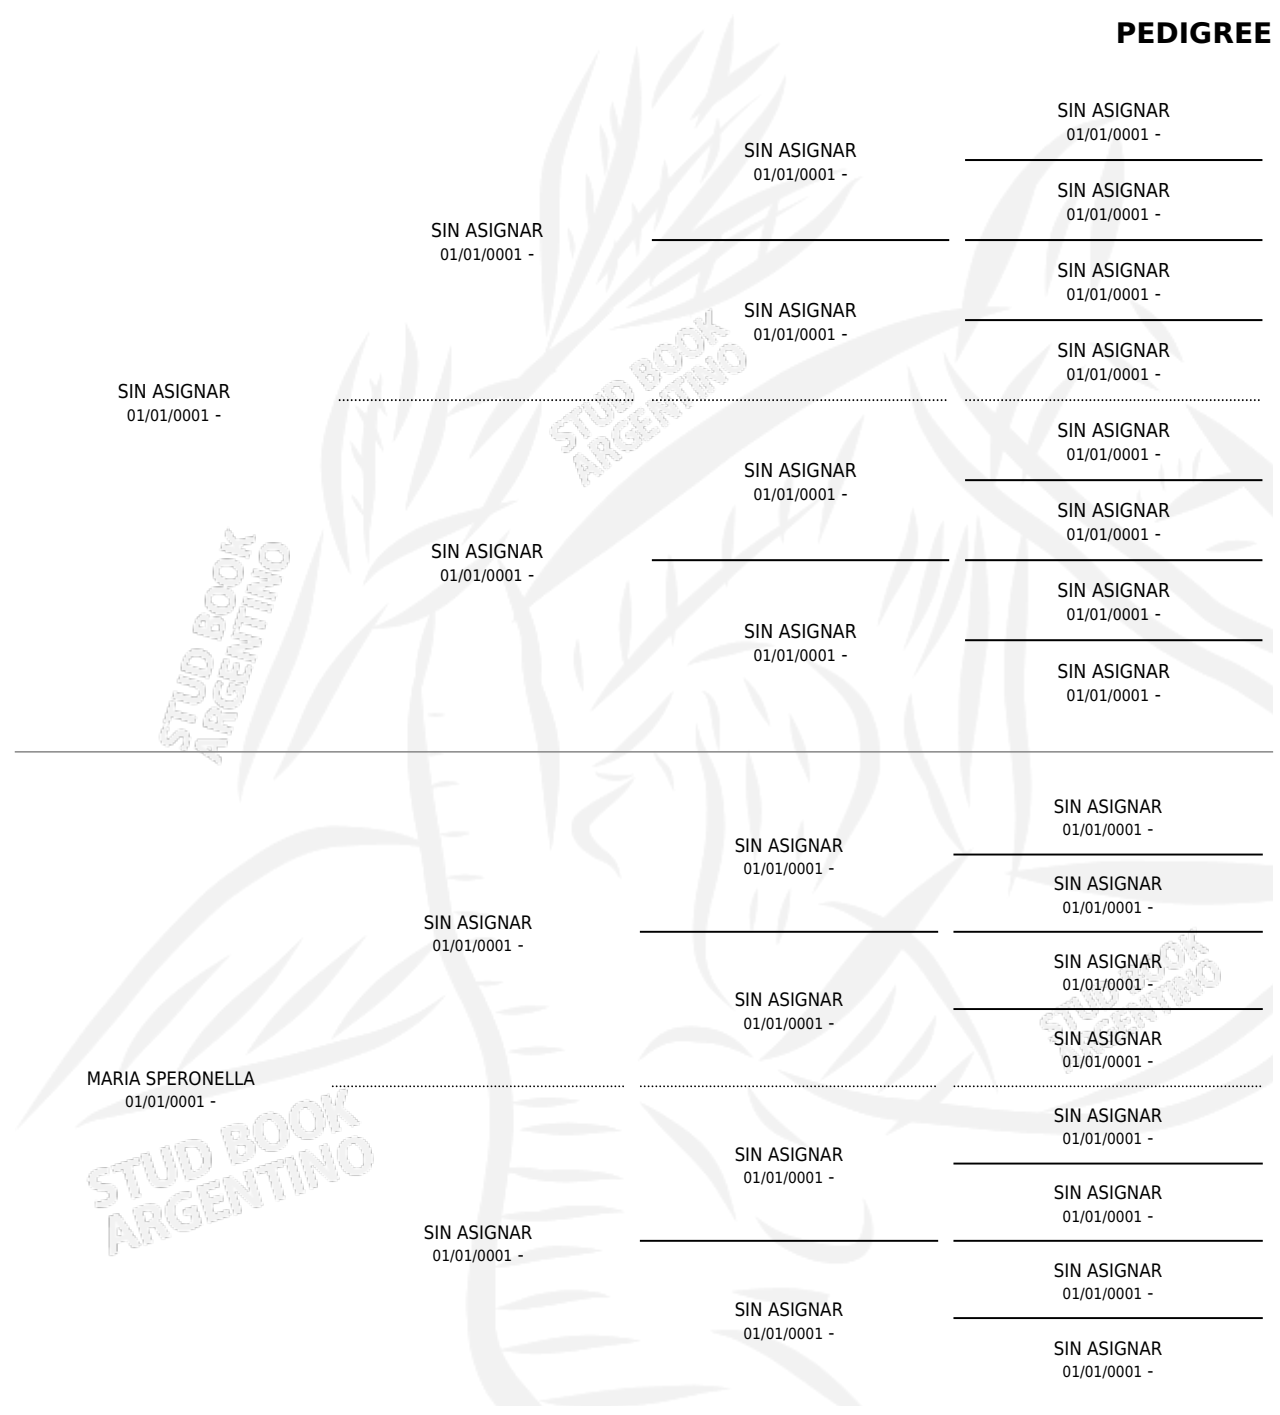 PEDIGREE
SIN ASIGNAR
01/01/0001 -
SIN ASIGNAR
01/01/0001 -
SIN ASIGNAR
01/01/0001 -
SIN ASIGNAR
01/01/0001 -
SIN ASIGNAR
01/01/0001 -
SIN ASIGNAR
01/01/0001 -
SIN ASIGNAR
01/01/0001 -
SIN ASIGNAR
01/01/0001 -
SIN ASIGNAR
01/01/0001 -
STUD BOOK
ARGENTINO
SIN ASIGNAR
01/01/0001 -
SIN ASIGNAR
01/01/0001 -
SIN ASIGNAR
01/01/0001 -
STUD BOOK
ARGENTINO
SIN ASIGNAR
01/01/0001 -
SIN ASIGNAR
01/01/0001 -
SIN ASIGNAR
01/01/0001 -
SIN ASIGNAR
01/01/0001 -
SIN ASIGNAR
01/01/0001 -
SIN ASIGNAR
01/01/0001 -
SIN ASIGNAR
01/01/0001 -
SIN ASIGNAR
01/01/0001 -
SIN ASIGNAR
01/01/0001 -
SIN ASIGNAR
01/01/0001 -
STUD BOOK
ARGENTINO
SIN ASIGNAR
01/01/0001 -
MARIA SPERONELLA
01/01/0001 -
STUD BOOK
ARGENTINO
SIN ASIGNAR
01/01/0001 -
SIN ASIGNAR
01/01/0001 -
SIN ASIGNAR
01/01/0001 -
SIN ASIGNAR
01/01/0001 -
SIN ASIGNAR
01/01/0001 -
SIN ASIGNAR
01/01/0001 -
SIN ASIGNAR
01/01/0001 -